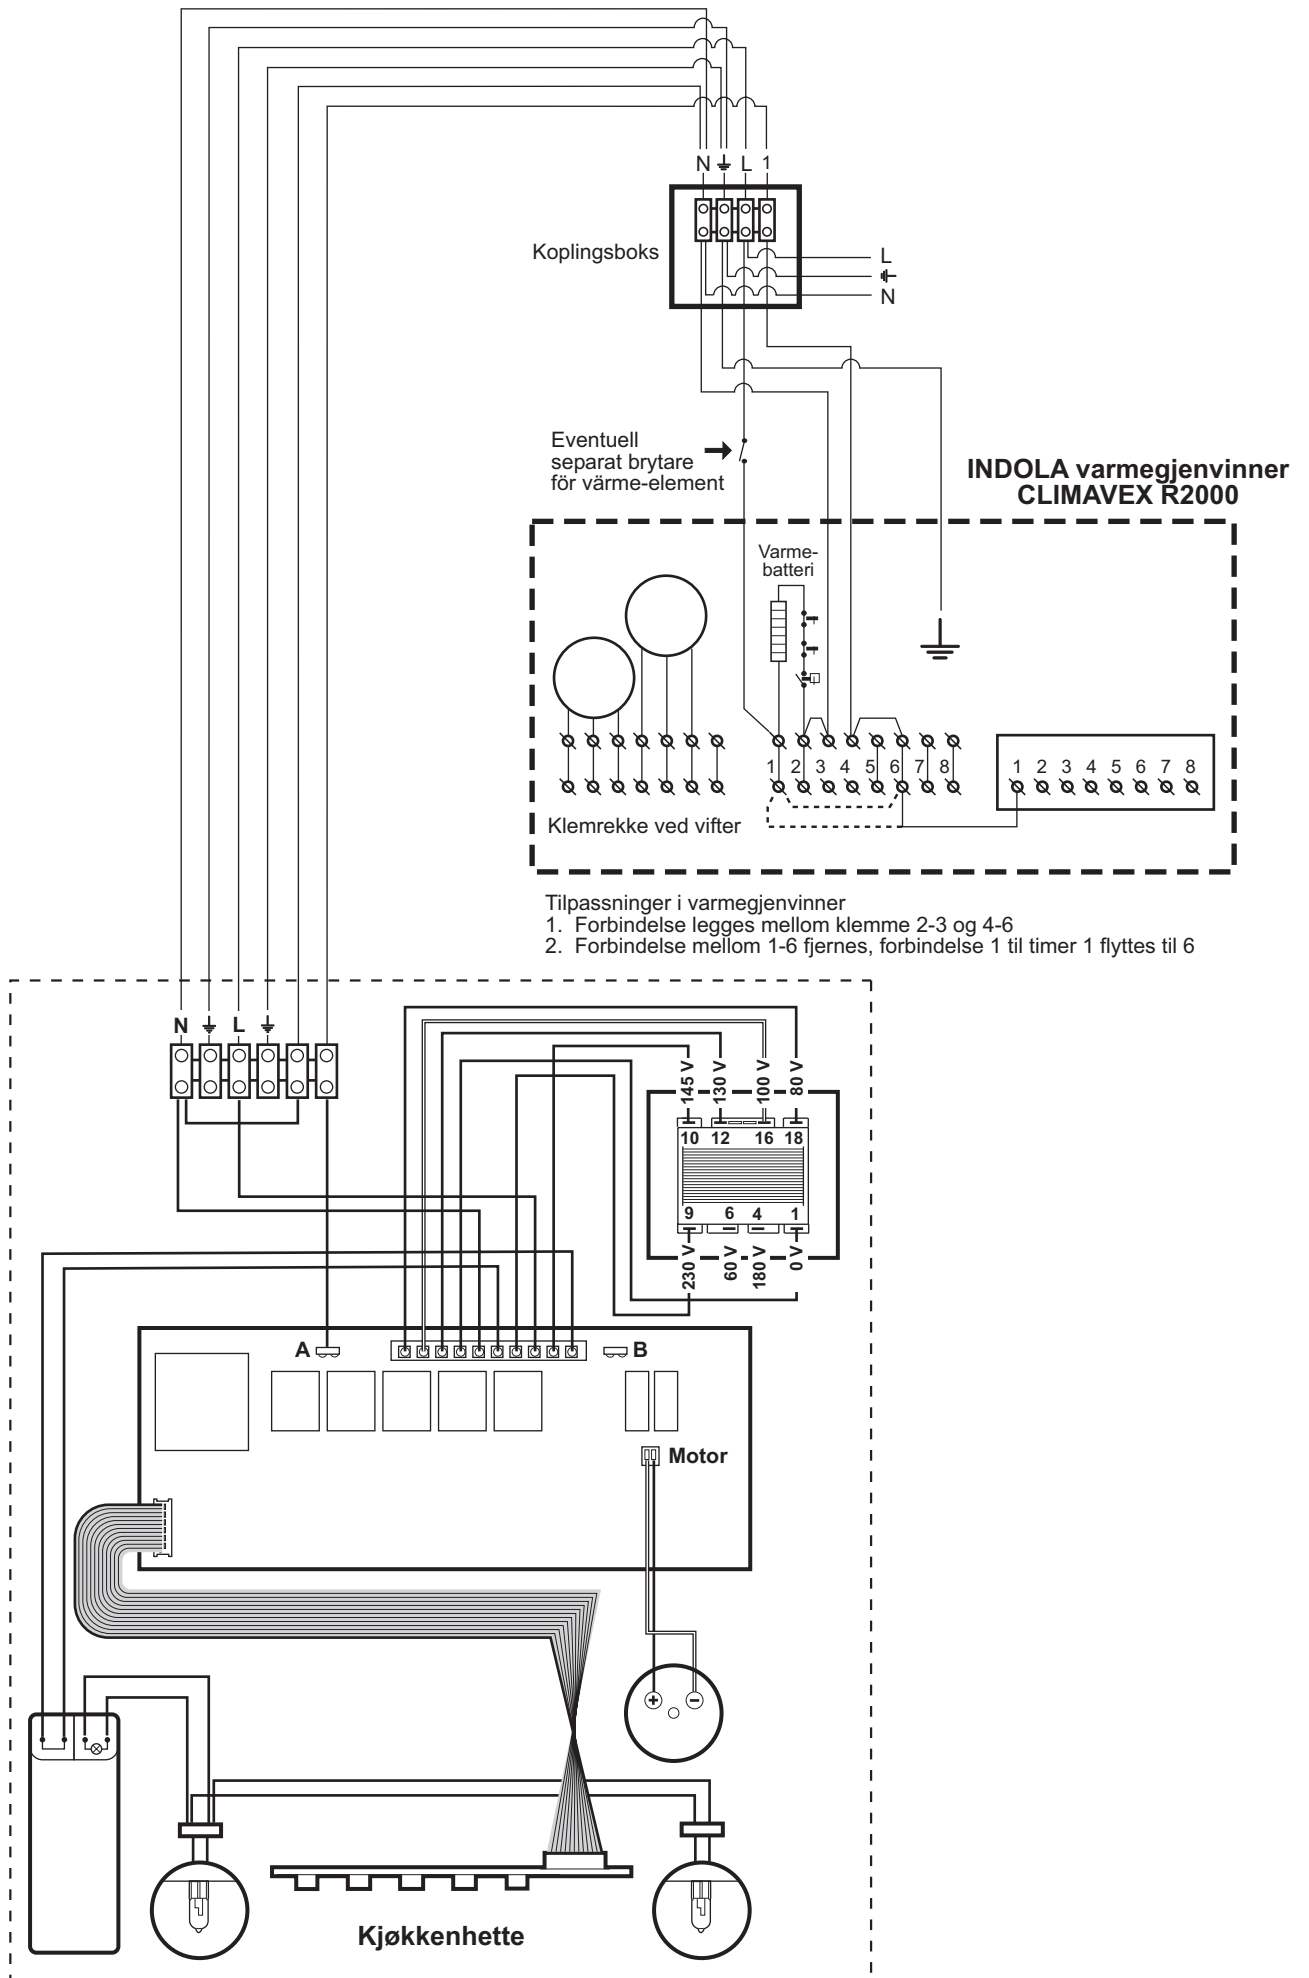 N L 1
Koplingsboks
L
N
Eventuell
separat brytare
för värme-element
INDOLA varmegjenvinner
CLIMAVEX R2000
Varme-
batteri
1 2 3 4 5 6 7 8
1 2 3 4 5 6 7 8
Klemrekke ved vifter
Tilpassninger i varmegjenvinner
1. Forbindelse legges mellom klemme 2-3 og 4-6
2. Forbindelse mellom 1-6 fjernes, forbindelse 1 til timer 1 flyttes til 6
N L
145 V
130 V
100 V
80 V
10 12 16 18
9 6 4 1
230 V
60 V
180 V
0 V
A
B
Motor
+ −
Kjøkkenhette